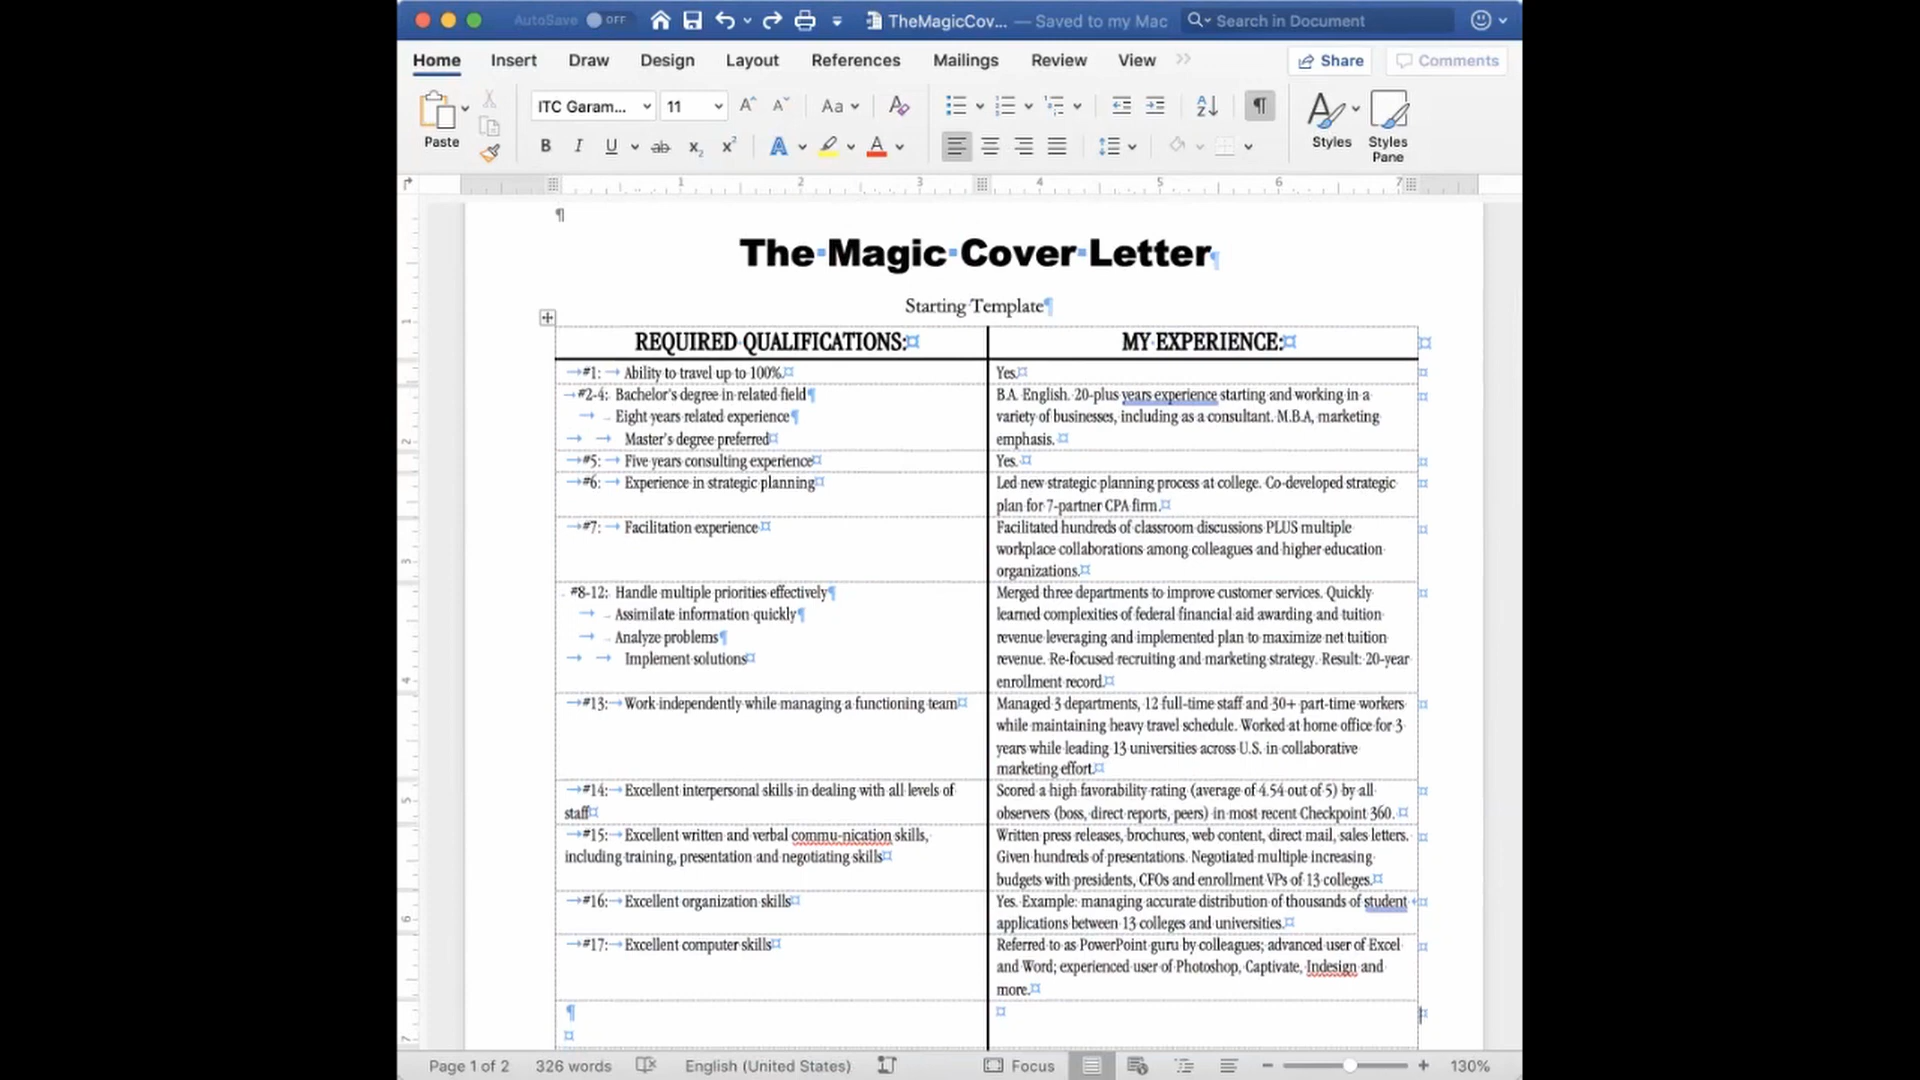 AutoSave OFF TheMagicCov... — Saved to my Mac Search in Document
Home Insert Draw Design Layout References Mailings Review View Share Comments
Paste ITC Garam... 11 Aa Styles Styles Pane
B I U ab x₂ x² A A
1 2 3 4 5 6 7
The Magic Cover Letter
Starting Template
REQUIRED QUALIFICATIONS: MY EXPERIENCE:
#1: Ability to travel up to 100%. Yes.
#2-4: Bachelor's degree in related field B.A. English. 20-plus years experience starting and working in a
Eight years related experience variety of businesses, including as a consultant. M.B.A, marketing
Master's degree preferred emphasis.
#5: Five years consulting experience Yes.
#6: Experience in strategic planning Led new strategic planning process at college. Co-developed strategic
plan for 7-partner CPA firm.
#7: Facilitation experience Facilitated hundreds of classroom discussions PLUS multiple
workplace collaborations among colleagues and higher education
organizations.
#8-12: Handle multiple priorities effectively Merged three departments to improve customer services. Quickly
Assimilate information quickly learned complexities of federal financial aid awarding and tuition
Analyze problems revenue leveraging and implemented plan to maximize net tuition
Implement solutions revenue. Re-focused recruiting and marketing strategy. Result: 20-year
enrollment record.
#13: Work independently while managing a functioning team Managed 3 departments, 12 full-time staff and 30+ part-time workers
while maintaining heavy travel schedule. Worked at home office for 3
years while leading 13 universities across U.S. in collaborative
marketing effort.
#14: Excellent interpersonal skills in dealing with all levels of Scored a high favorability rating (average of 4.54 out of 5) by all
staff observers (boss, direct reports, peers) in most recent Checkpoint 360.
#15: Excellent written and verbal commu-nication skills, Written press releases, brochures, web content, direct mail, sales letters.
including training, presentation and negotiating skills Given hundreds of presentations. Negotiated multiple increasing
budgets with presidents, CFOs and enrollment VPs of 13 colleges.
#16: Excellent organization skills Yes. Example: managing accurate distribution of thousands of student
applications between 13 colleges and universities.
#17: Excellent computer skills Referred to as PowerPoint guru by colleagues; advanced user of Excel
and Word; experienced user of Photoshop, Captivate, Indesign and
more.
Page 1 of 2 326 words English (United States) Focus 130%